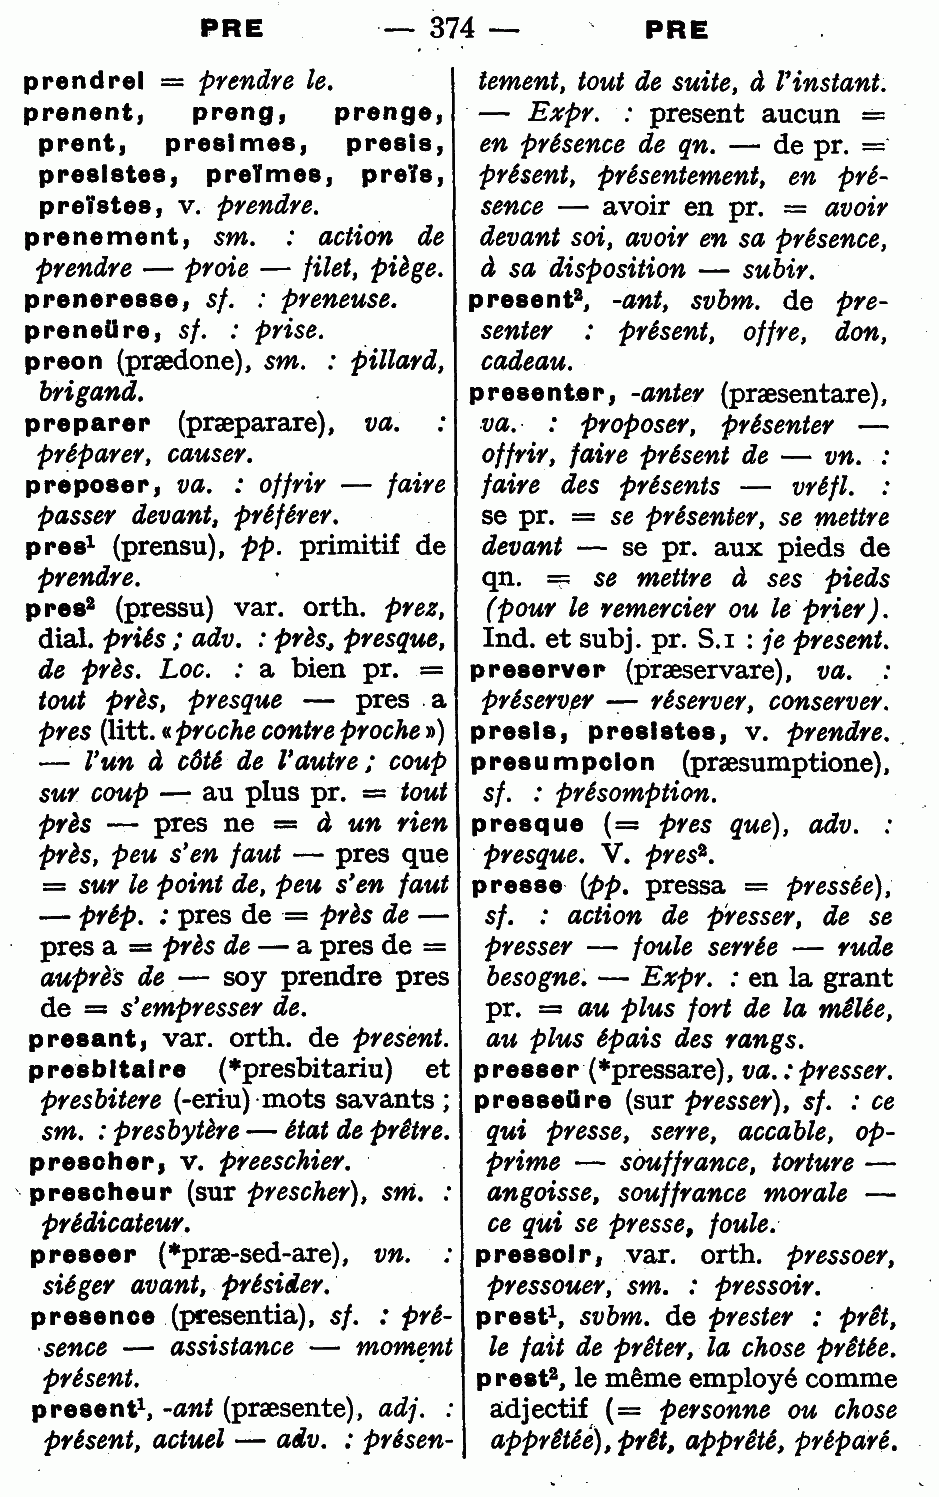 PRE — 374 — PRE
prendrel = prendre le.
prenent, preng, prenge,
prent, presimes, presis,
presistes, preïmes, preïs,
preïstes, v. prendre.
prenement, sm. : action de
prendre — proie — filet, piège.
preneresse, sf. : preneuse.
preneüre, sf. : prise.
preon (prædone), sm. : pillard,
brigand.
preparer (præparare), va. :
préparer, causer.
preposer, va. : offrir — faire
passer devant, préférer.
pres¹ (prensu), pp. primitif de
prendre.
pres² (pressu) var. orth. prez,
dial. priés ; adv. : près, presque,
de près. Loc. : a bien pr. =
tout près, presque — pres a
pres (litt. « proche contre proche »)
— l'un à côté de l'autre ; coup
sur coup — au plus pr. = tout
près — pres ne = à un rien
près, peu s'en faut — pres que
= sur le point de, peu s'en faut
— prép. : pres de = près de —
pres a = près de — a pres de =
auprès de — soy prendre pres
de = s'empresser de.
presant, var. orth. de present.
presbitaire (*presbitariu) et
presbitere (-eriu) mots savants ;
sm. : presbytère — état de prêtre.
prescher, v. preeschier.
prescheur (sur prescher), sm. :
prédicateur.
preseer (*præ-sed-are), vn. :
siéger avant, présider.
presence (presentia), sf. : pré-
sence — assistance — moment
présent.
present¹, -ant (præsente), adj. :
présent, actuel — adv. : présen-
tement, tout de suite, à l'instant.
— Expr. : present aucun =
en présence de qn. — de pr. =
présent, présentement, en pré-
sence — avoir en pr. = avoir
devant soi, avoir en sa présence,
à sa disposition — subir.
present², -ant, svbm. de pre-
senter : présent, offre, don,
cadeau.
presenter, -anter (præsentare),
va. : proposer, présenter —
offrir, faire présent de — vn. :
faire des présents — vréfl. :
se pr. = se présenter, se mettre
devant — se pr. aux pieds de
qn. = se mettre à ses pieds
(pour le remercier ou le prier).
Ind. et subj. pr. S.1 : je present.
preserver (præservare), va. :
préserver — réserver, conserver.
presis, presistes, v. prendre.
presumpcion (præsumptione),
sf. : présomption.
presque (= pres que), adv. :
presque. V. pres².
presse (pp. pressa = pressée),
sf. : action de presser, de se
presser — foule serrée — rude
besogne. — Expr. : en la grant
pr. = au plus fort de la mêlée,
au plus épais des rangs.
presser (*pressare), va. : presser.
presseüre (sur presser), sf. : ce
qui presse, serre, accable, op-
prime — souffrance, torture —
angoisse, souffrance morale —
ce qui se presse, foule.
pressoir, var. orth. pressoer,
pressouer, sm. : pressoir.
prest¹, svbm. de prester : prêt,
le fait de prêter, la chose prêtée.
prest², le même employé comme
adjectif (= personne ou chose
apprêtée), prêt, apprêté, préparé.